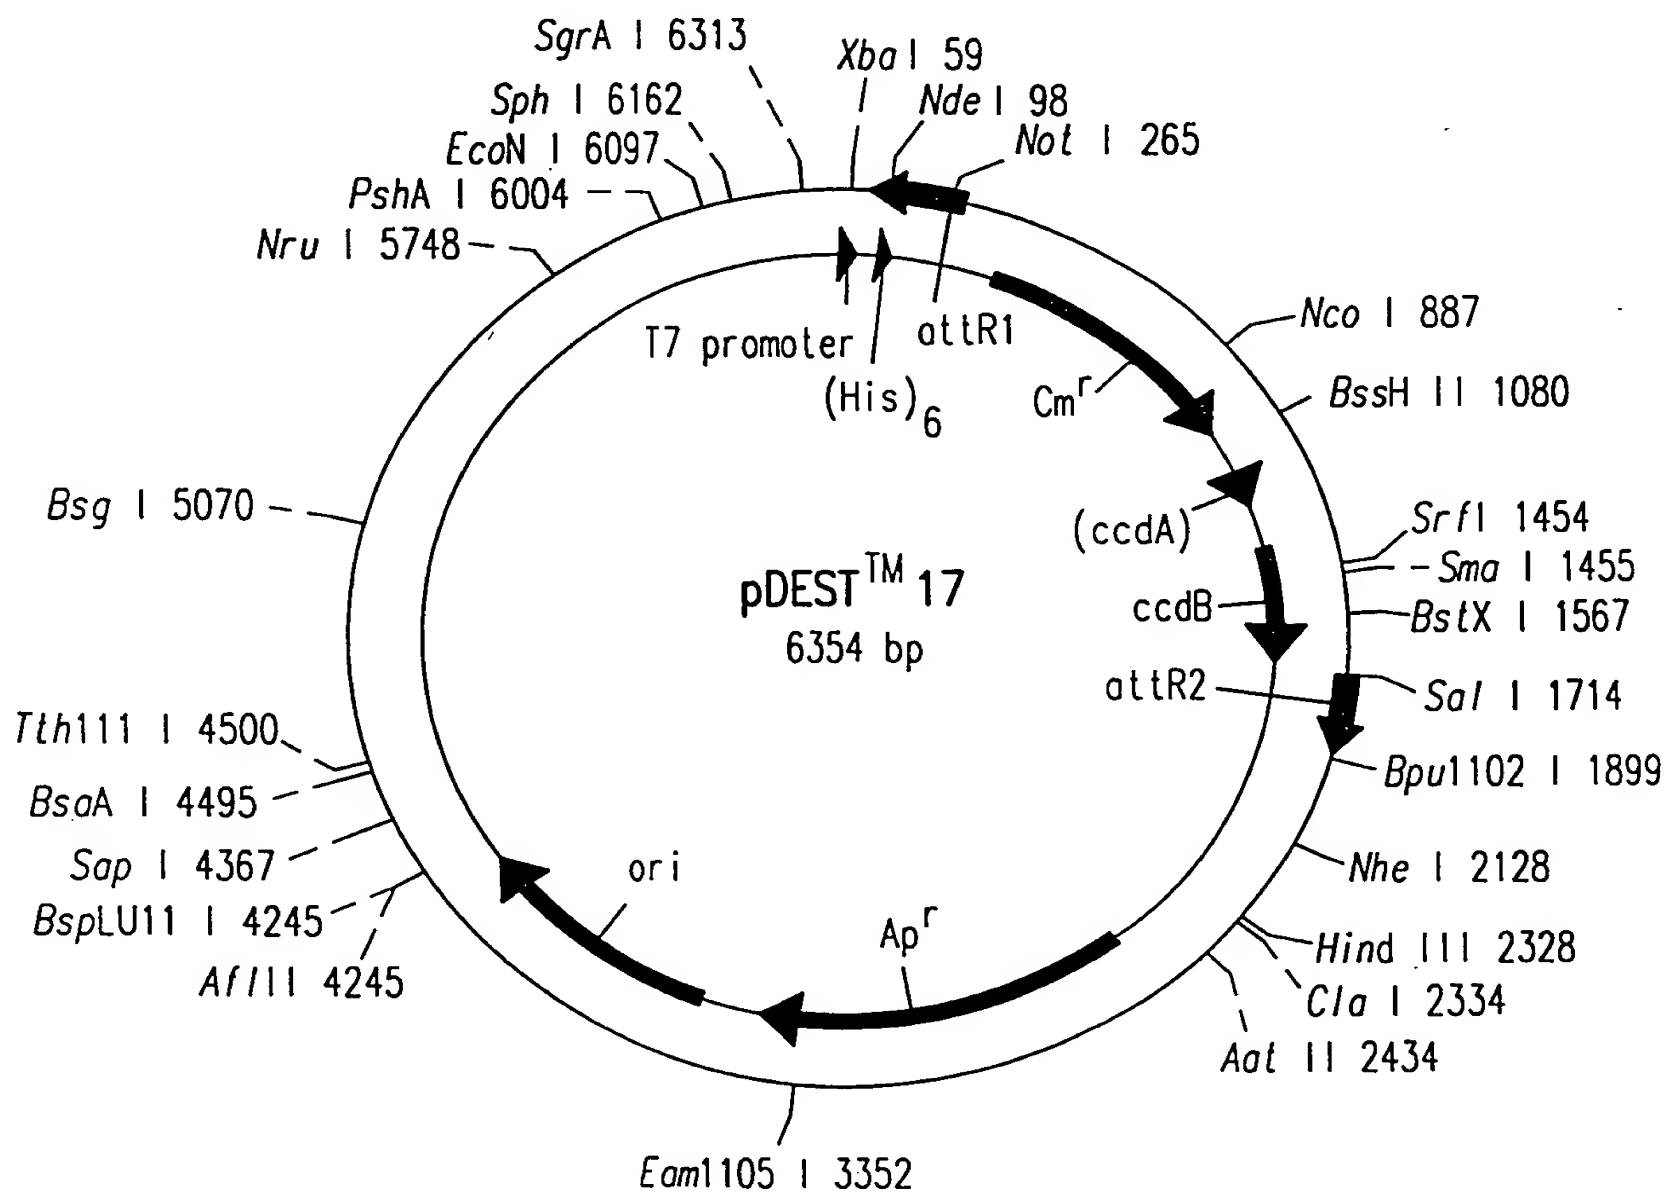 SgrA I 6313
Xba I 59
Sph I 6162
Nde I 98
EcoN I 6097
Not I 265
PshA I 6004
Nru I 5748
Nco I 887
T7 promoter
attR1
(His)6
Cmr
BssH II 1080
Bsg I 5070
(ccdA)
Srf I 1454
Sma I 1455
pDEST™ 17
6354 bp
ccdB
BstX I 1567
attR2
Sal I 1714
Tth111 I 4500
Bpu1102 I 1899
BsaA I 4495
Sap I 4367
ori
Nhe I 2128
BspLU11 I 4245
Apr
Hind III 2328
Afl II 4245
Cla I 2334
Aat II 2434
Eam1105 I 3352